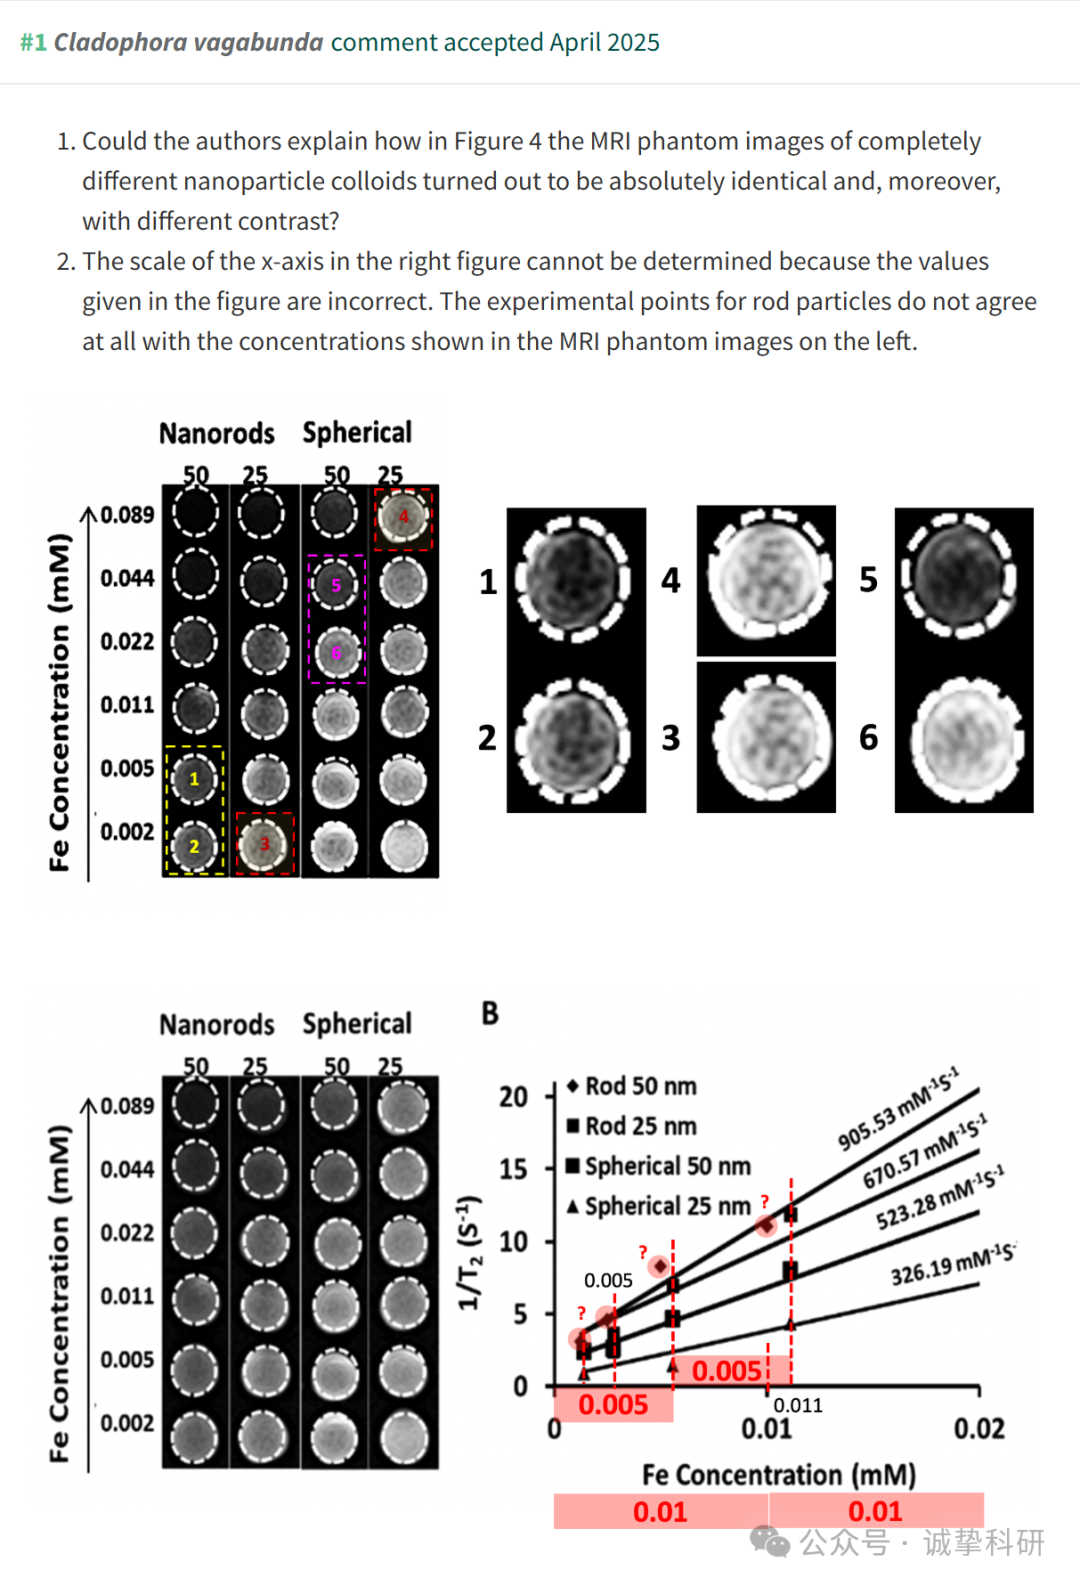 #1 Cladophora vagabunda comment accepted April 2025
1. Could the authors explain how in Figure 4 the MRI phantom images of completely
different nanoparticle colloids turned out to be absolutely identical and, moreover,
with different contrast?
2. The scale of the x-axis in the right figure cannot be determined because the values
given in the figure are incorrect. The experimental points for rod particles do not agree
at all with the concentrations shown in the MRI phantom images on the left.
Nanorods Spherical
50 25 50 25
Fe Concentration (mM)
0.089
0.044
0.022
0.011
0.005
0.002
4
5
6
1
2
3
1 4 5
2 3 6
Nanorods Spherical
50 25 50 25
Fe Concentration (mM)
0.089
0.044
0.022
0.011
0.005
0.002
B
1/T₂ (S⁻¹)
20
15
10
5
0
Rod 50 nm
Rod 25 nm
Spherical 50 nm
Spherical 25 nm
905.53 mM⁻¹S⁻¹
670.57 mM⁻¹S⁻¹
523.28 mM⁻¹S⁻¹
326.19 mM⁻¹S⁻
?
?
?
0.005
0.005
0.005
0.011
0 0.01 0.02
Fe Concentration (mM)
0.01 0.01
公众号 · 诚挚科研